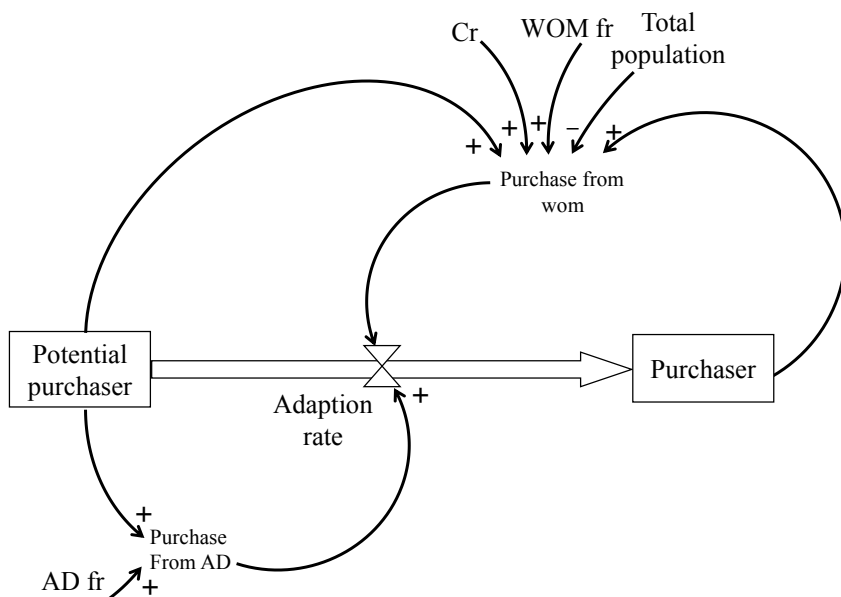 Cr
WOM fr
Total
population
+
+
+
–
+
Purchase from
wom
Potential
purchaser
Purchaser
Adaption
rate
+
+
Purchase
From AD
AD fr
+